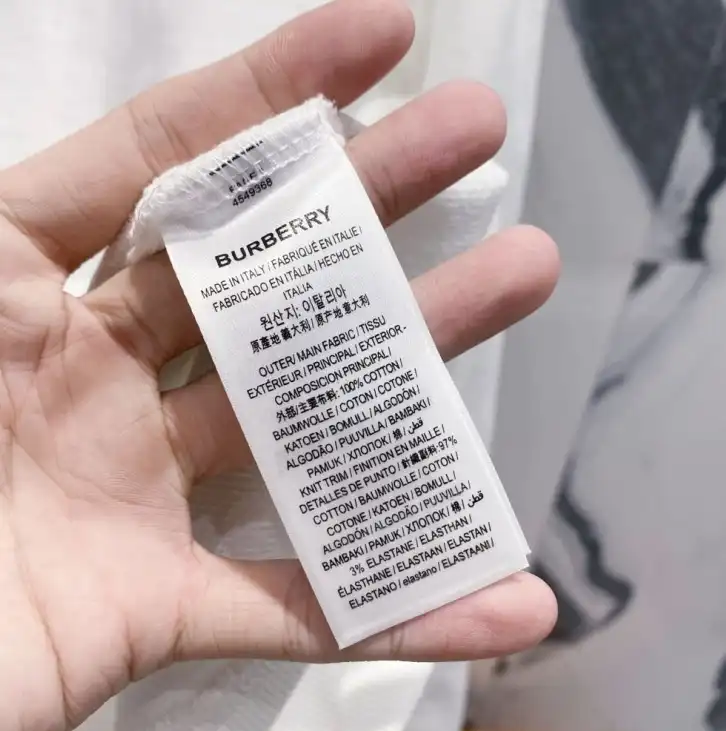 4549368
BURBERRY
MADE IN ITALY / FABRIQUÉ EN ITALIE /
FABRICADO EN ITÁLIA / HECHO EN
ITALIA
원산지: 이탈리아
原產地義大利 / 原产地意大利
OUTER/ MAIN FABRIC / TISSU
EXTÉRIEUR / PRINCIPAL / EXTERIOR-
COMPOSICION PRINCIPAL/
外部/主要布料: 100% COTTON /
BAUMWOLLE / COTON / COTONE /
KATOEN / BOMULL / ALGODÓN /
ALGODÃO / PUUVILLA / BAMBAKI /
PAMUK / ХЛОПОК / 棉 / قطن
KNIT TRIM / FINITION EN MAILLE /
DETALLES DE PUNTO / 針織副料: 97%
COTTON / BAUMWOLLE / COTON /
COTONE / KATOEN / BOMULL /
ALGODÓN / ALGODÃO / PUUVILLA /
BAMBAKI / PAMUK / ХЛОПОК / 棉 / قطن
3% ELASTANE / ELASTHAN /
ÉLASTHANE / ELASTAAN / ELASTAN /
ELASTANO / elastano / ELASTAANI /